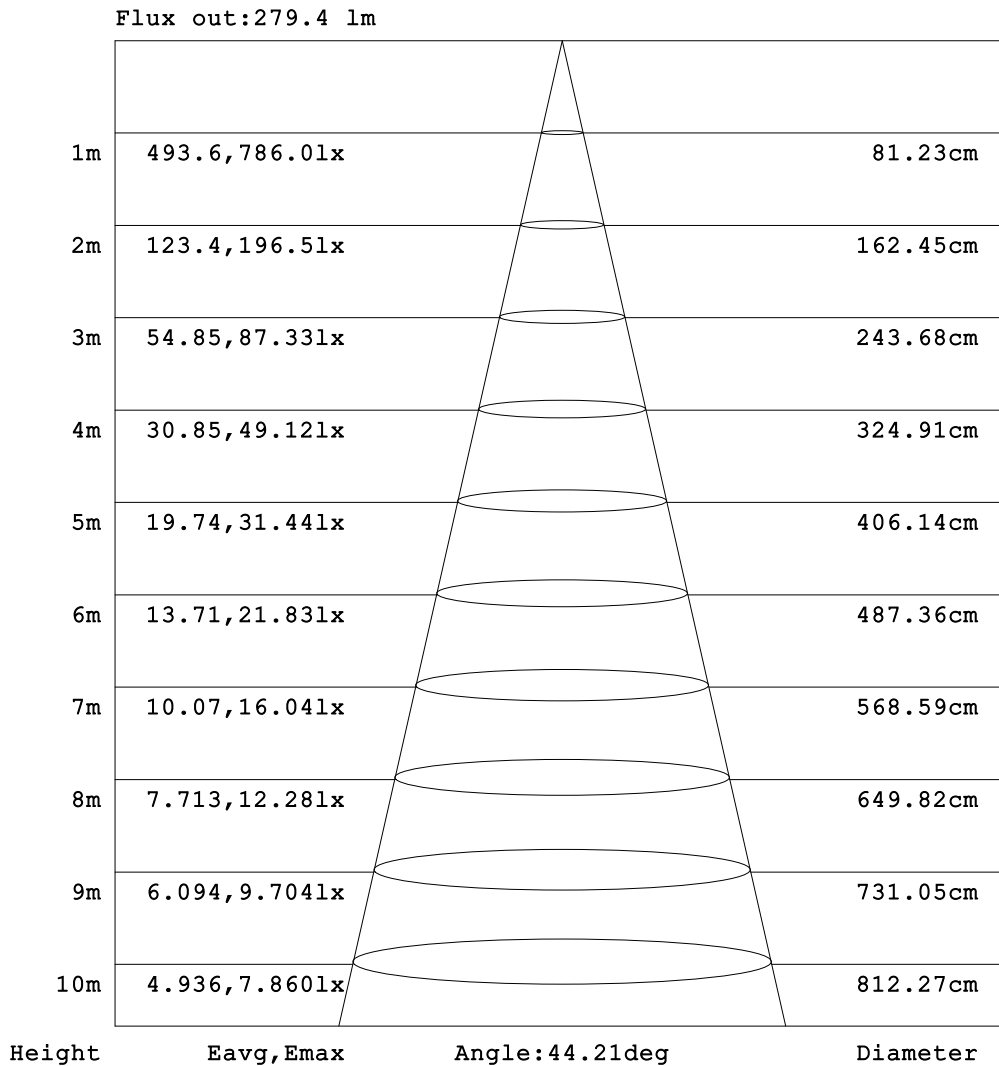 Flux out:279.4 lm
1m 493.6,786.0lx 81.23cm
2m 123.4,196.5lx 162.45cm
3m 54.85,87.33lx 243.68cm
4m 30.85,49.12lx 324.91cm
5m 19.74,31.44lx 406.14cm
6m 13.71,21.83lx 487.36cm
7m 10.07,16.04lx 568.59cm
8m 7.713,12.28lx 649.82cm
9m 6.094,9.704lx 731.05cm
10m 4.936,7.860lx 812.27cm
Height Eavg,Emax Angle:44.21deg Diameter